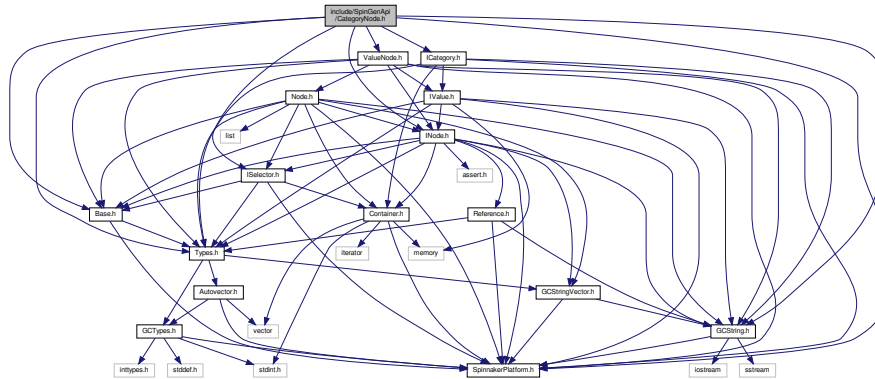 include/SpinGenApi
/CategoryNode.h
ValueNode.h
ICategory.h
Node.h
IValue.h
list
INode.h
ISelector.h
assert.h
Base.h
Container.h
Reference.h
Types.h
iterator
memory
Autovector.h
GCStringVector.h
GCTypes.h
vector
GCString.h
inttypes.h
stddef.h
stdint.h
SpinnakerPlatform.h
iostream
sstream